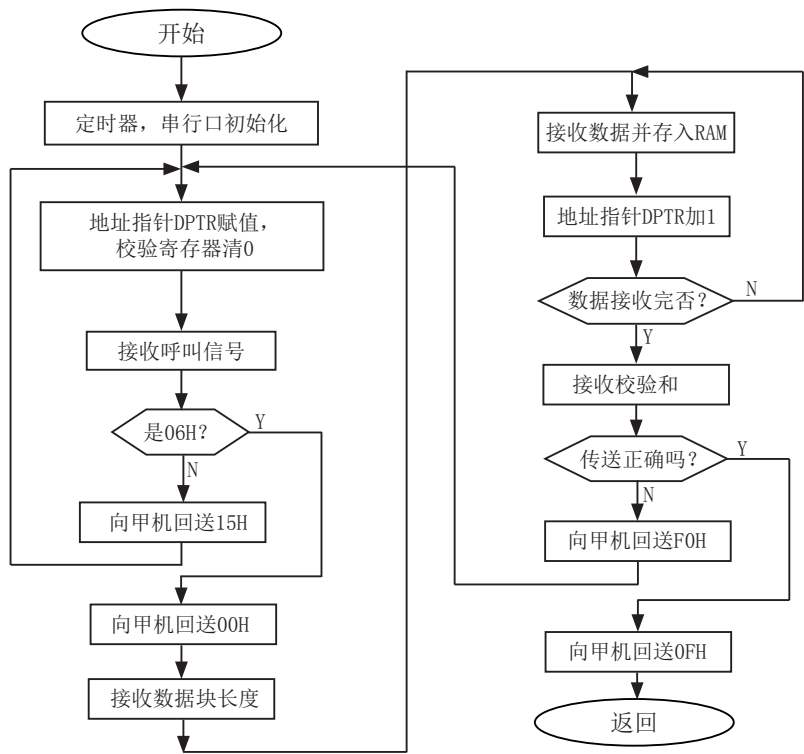 开始
定时器，串行口初始化
地址指针DPTR赋值，
校验寄存器清0
接收呼叫信号
是06H？
Y
N
向甲机回送15H
向甲机回送00H
接收数据块长度
接收数据并存入RAM
地址指针DPTR加1
数据接收完否？
N
Y
接收校验和
传送正确吗？
Y
N
向甲机回送F0H
向甲机回送0FH
返回